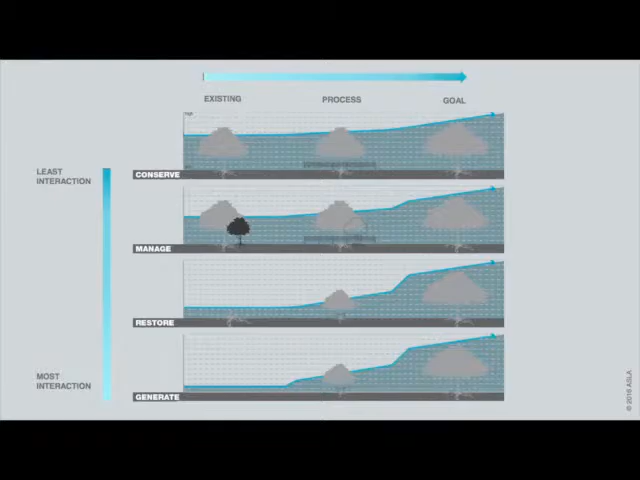 EXISTING
PROCESS
GOAL
LEAST
INTERACTION
CONSERVE
MANAGE
RESTORE
MOST
INTERACTION
GENERATE
© 2016 ASLA